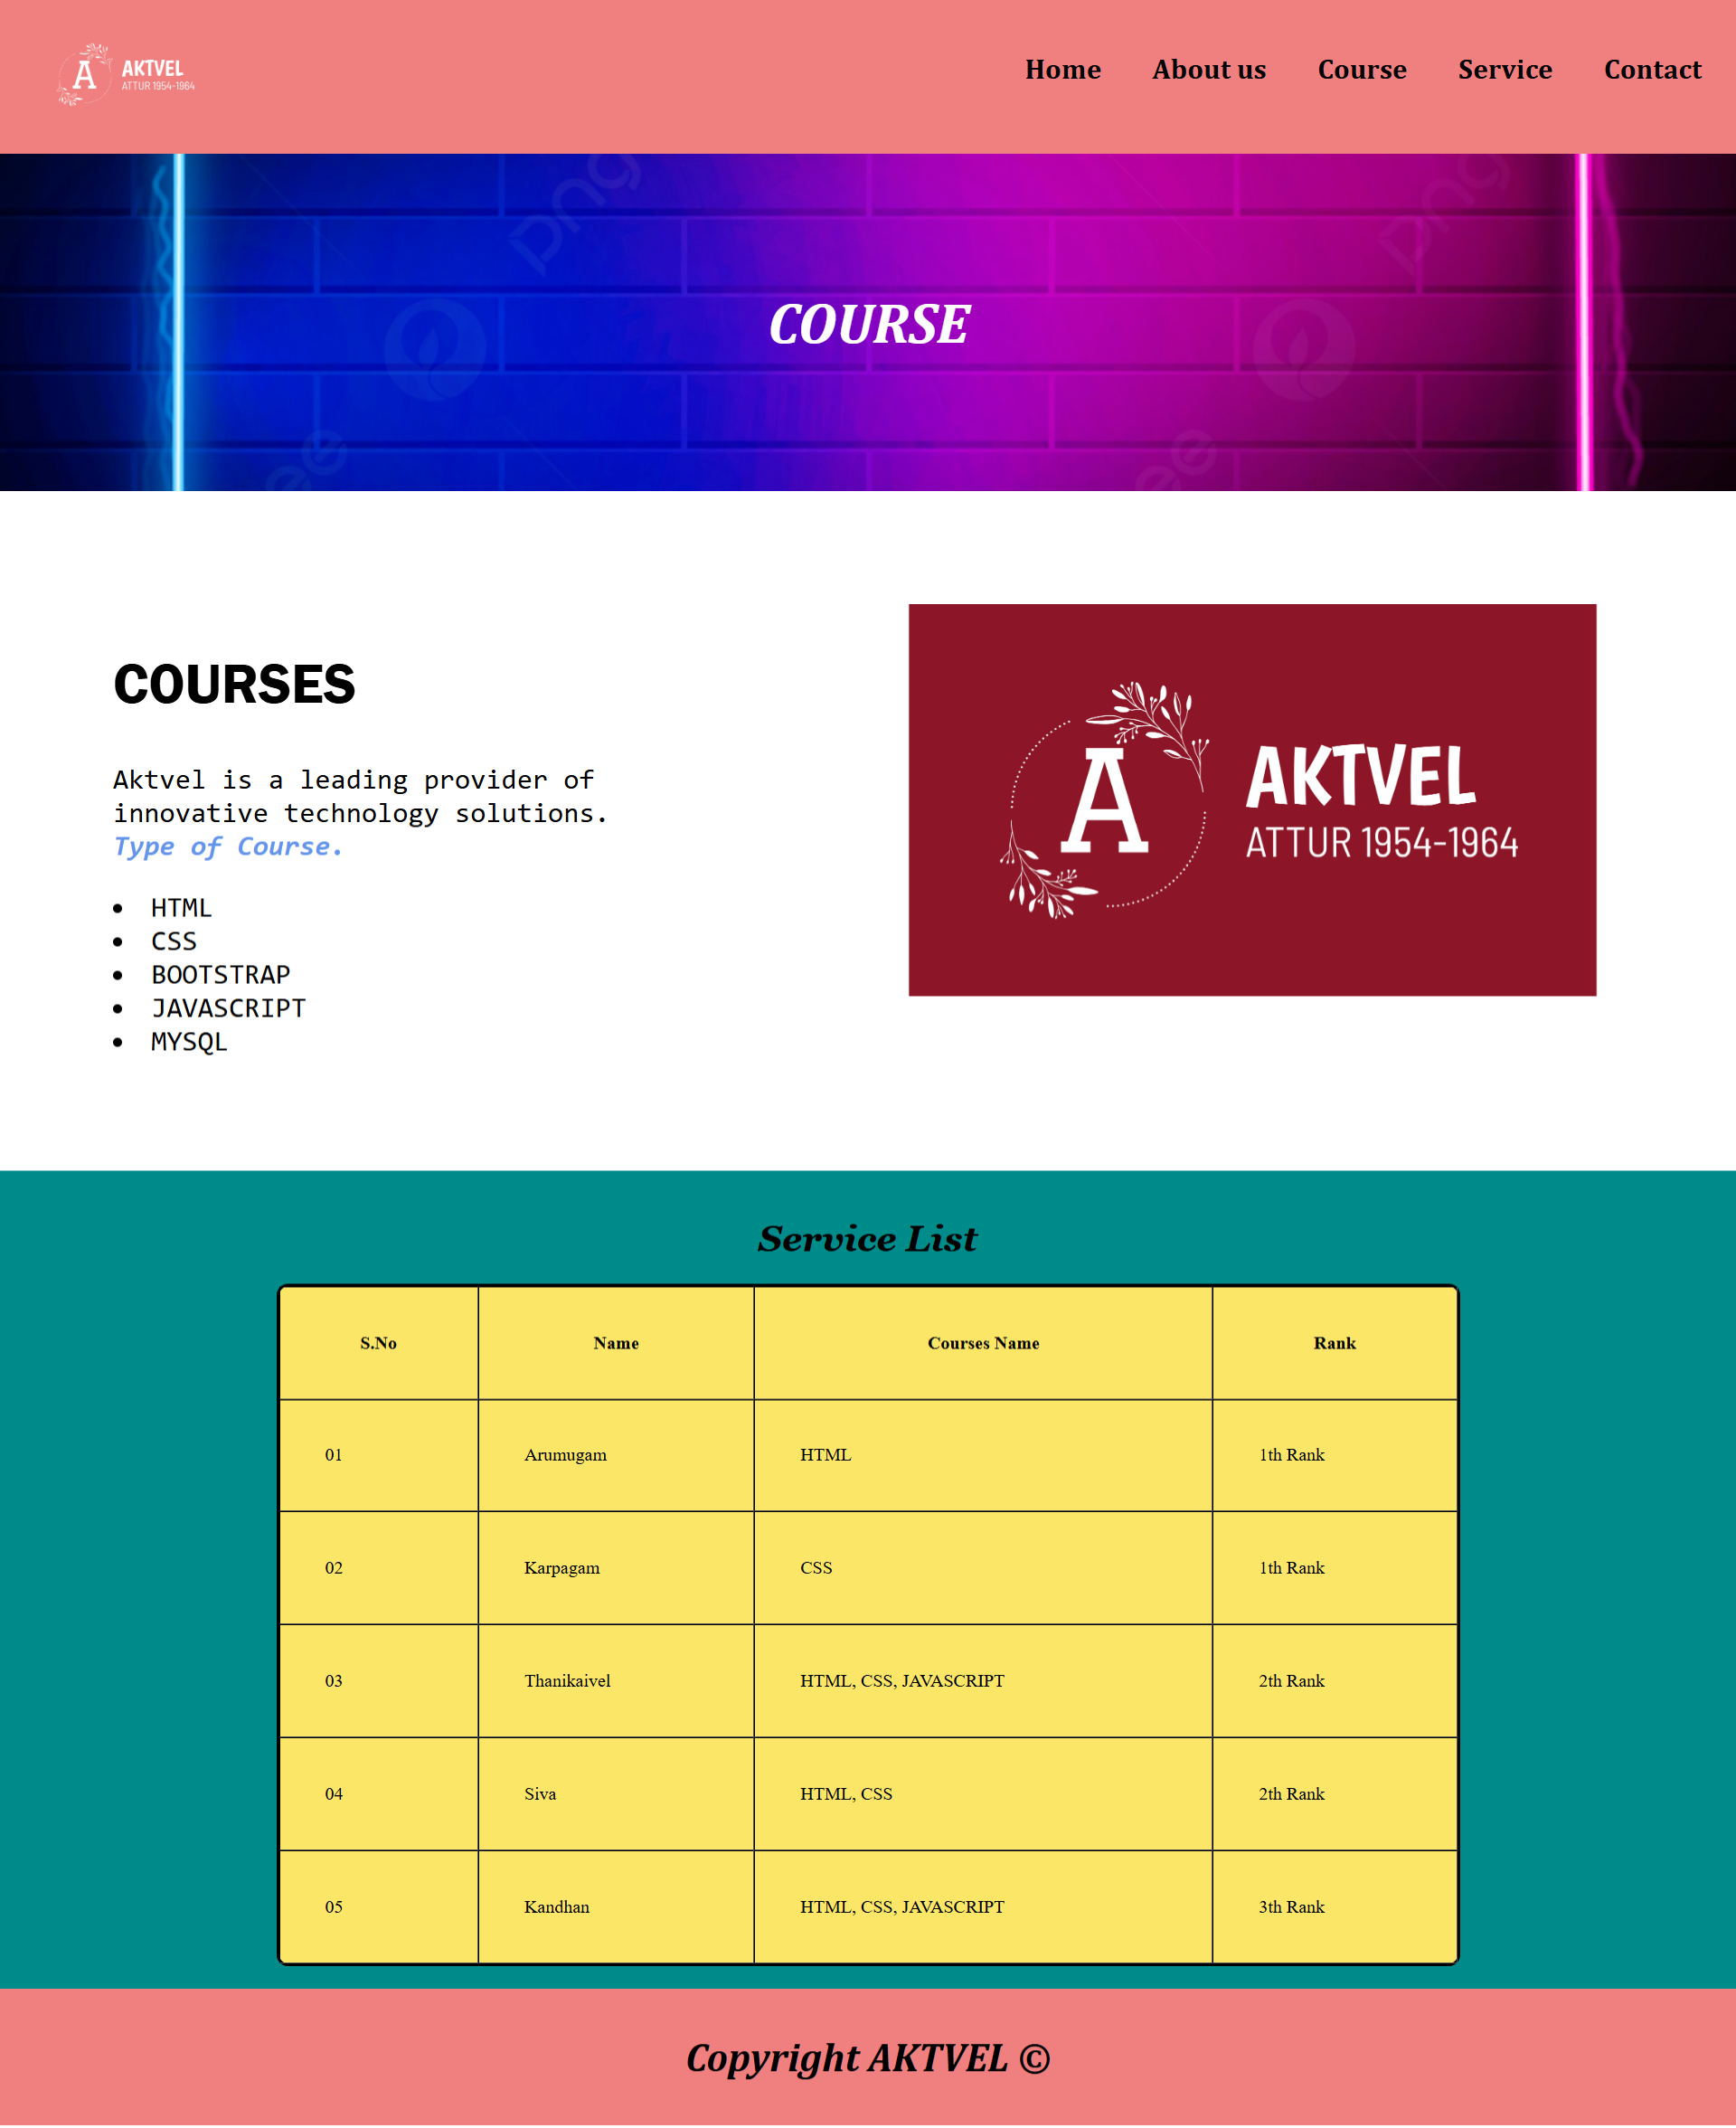 A AKTVEL
ATTUR 1954-1964
Home About us Course Service Contact
png
COURSE
ee
ee
COURSES
Aktvel is a leading provider of
innovative technology solutions.
Type of Course.
HTML
CSS
BOOTSTRAP
JAVASCRIPT
MYSQL
A AKTVEL
ATTUR 1954-1964
Service List
S.No Name Courses Name Rank
01 Arumugam HTML 1th Rank
02 Karpagam CSS 1th Rank
03 Thanikaivel HTML, CSS, JAVASCRIPT 2th Rank
04 Siva HTML, CSS 2th Rank
05 Kandhan HTML, CSS, JAVASCRIPT 3th Rank
Copyright AKTVEL ©